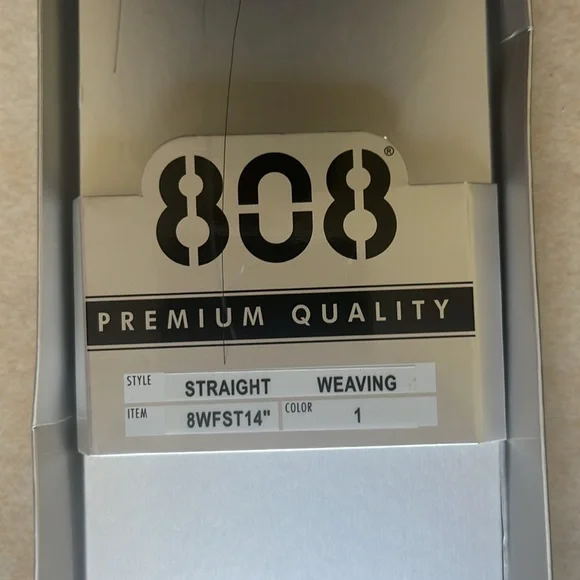 808®
PREMIUM QUALITY
STYLE STRAIGHT WEAVING
ITEM 8WFST14" COLOR 1